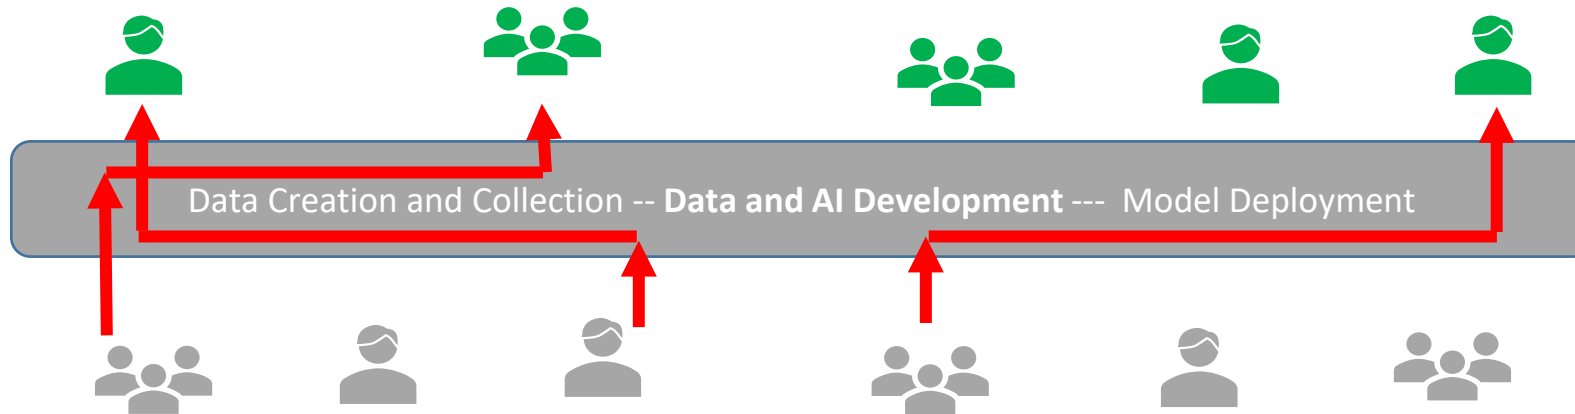 Data Creation and Collection -- Data and AI Development --- Model Deployment